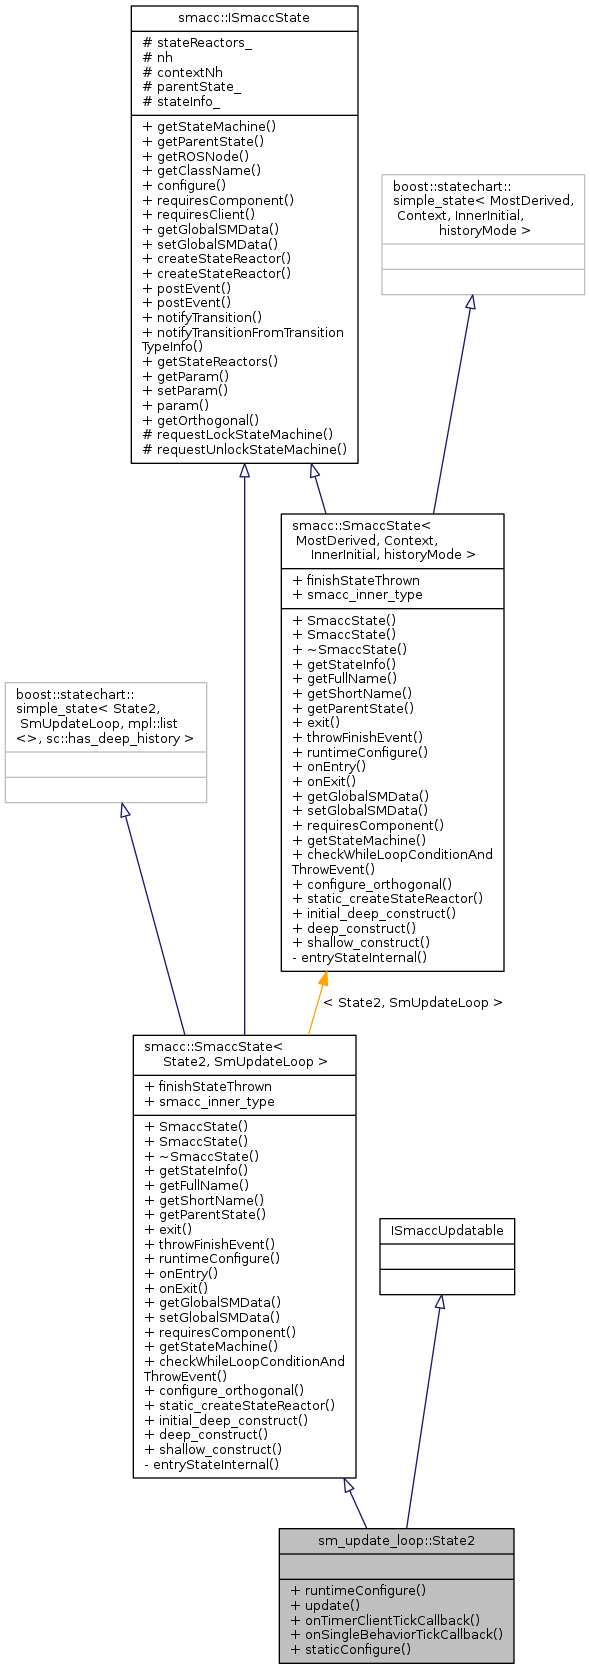 smacc::ISmaccState
# stateReactors_
# nh
# contextNh
# parentState_
# stateInfo_
+ getStateMachine()
+ getParentState()
+ getROSNode()
+ getClassName()
+ configure()
+ requiresComponent()
+ requiresClient()
+ getGlobalSMData()
+ setGlobalSMData()
+ createStateReactor()
+ createStateReactor()
+ postEvent()
+ postEvent()
+ notifyTransition()
+ notifyTransitionFromTransition
TypeInfo()
+ getStateReactors()
+ getParam()
+ setParam()
+ param()
+ getOrthogonal()
# requestLockStateMachine()
# requestUnlockStateMachine()
boost::statechart::
simple_state< MostDerived,
Context, InnerInitial,
historyMode >
smacc::SmaccState<
MostDerived, Context,
InnerInitial, historyMode >
+ finishStateThrown
+ smacc_inner_type
+ SmaccState()
+ SmaccState()
+ ~SmaccState()
+ getStateInfo()
+ getFullName()
+ getShortName()
+ getParentState()
+ exit()
+ throwFinishEvent()
+ runtimeConfigure()
+ onEntry()
+ onExit()
+ getGlobalSMData()
+ setGlobalSMData()
+ requiresComponent()
+ getStateMachine()
+ checkWhileLoopConditionAnd
ThrowEvent()
+ configure_orthogonal()
+ static_createStateReactor()
+ initial_deep_construct()
+ deep_construct()
+ shallow_construct()
- entryStateInternal()
boost::statechart::
simple_state< State2,
SmUpdateLoop, mpl::list
<>, sc::has_deep_history >
< State2, SmUpdateLoop >
smacc::SmaccState<
State2, SmUpdateLoop >
+ finishStateThrown
+ smacc_inner_type
+ SmaccState()
+ SmaccState()
+ ~SmaccState()
+ getStateInfo()
+ getFullName()
+ getShortName()
+ getParentState()
+ exit()
+ throwFinishEvent()
+ runtimeConfigure()
+ onEntry()
+ onExit()
+ getGlobalSMData()
+ setGlobalSMData()
+ requiresComponent()
+ getStateMachine()
+ checkWhileLoopConditionAnd
ThrowEvent()
+ configure_orthogonal()
+ static_createStateReactor()
+ initial_deep_construct()
+ deep_construct()
+ shallow_construct()
- entryStateInternal()
ISmaccUpdatable
sm_update_loop::State2
+ runtimeConfigure()
+ update()
+ onTimerClientTickCallback()
+ onSingleBehaviorTickCallback()
+ staticConfigure()